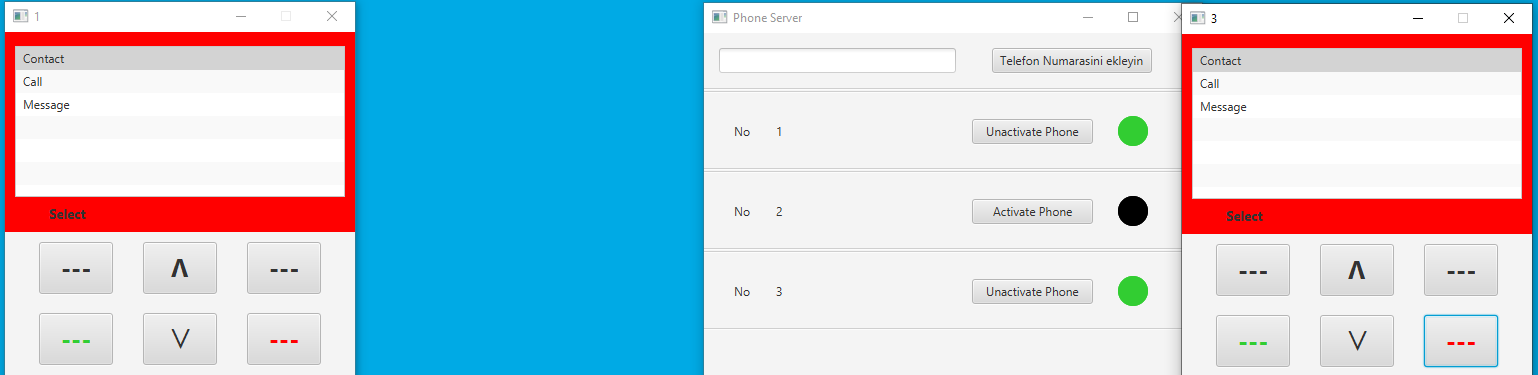 1
Contact
Call
Message
Select
--- Λ ---
--- V ---
Phone Server
Telefon Numarasini ekleyin
No 1 Unactivate Phone
No 2 Activate Phone
No 3 Unactivate Phone
3
Contact
Call
Message
Select
--- Λ ---
--- V ---